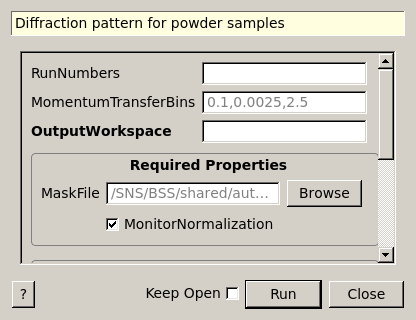 Diffraction pattern for powder samples
RunNumbers
MomentumTransferBins 0.1,0.0025,2.5
OutputWorkspace
Required Properties
MaskFile /SNS/BSS/shared/aut... Browse
MonitorNormalization
? Keep Open Run Close